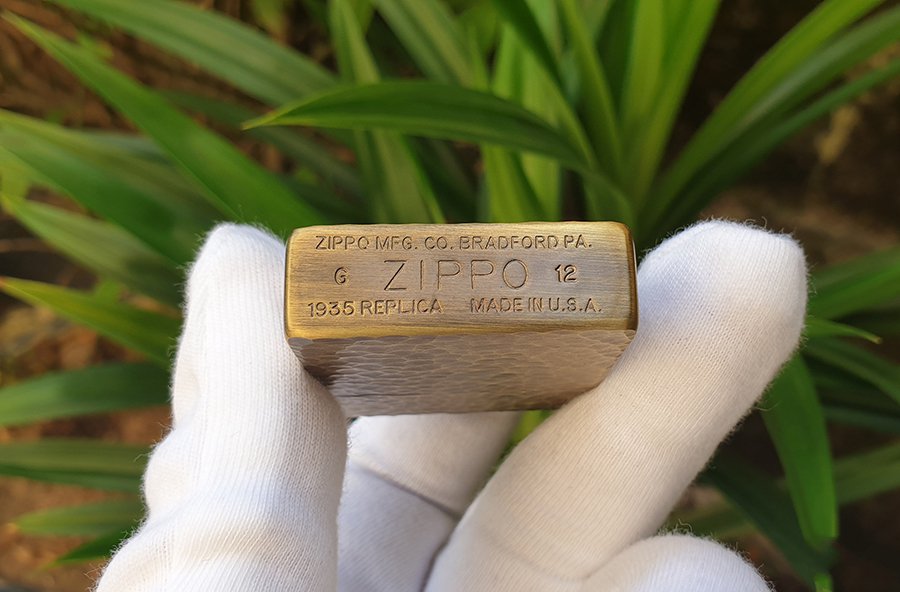 ZIPPO MFG. CO. BRADFORD PA.
G ZIPPO 12
1935 REPLICA MADE IN U.S.A.